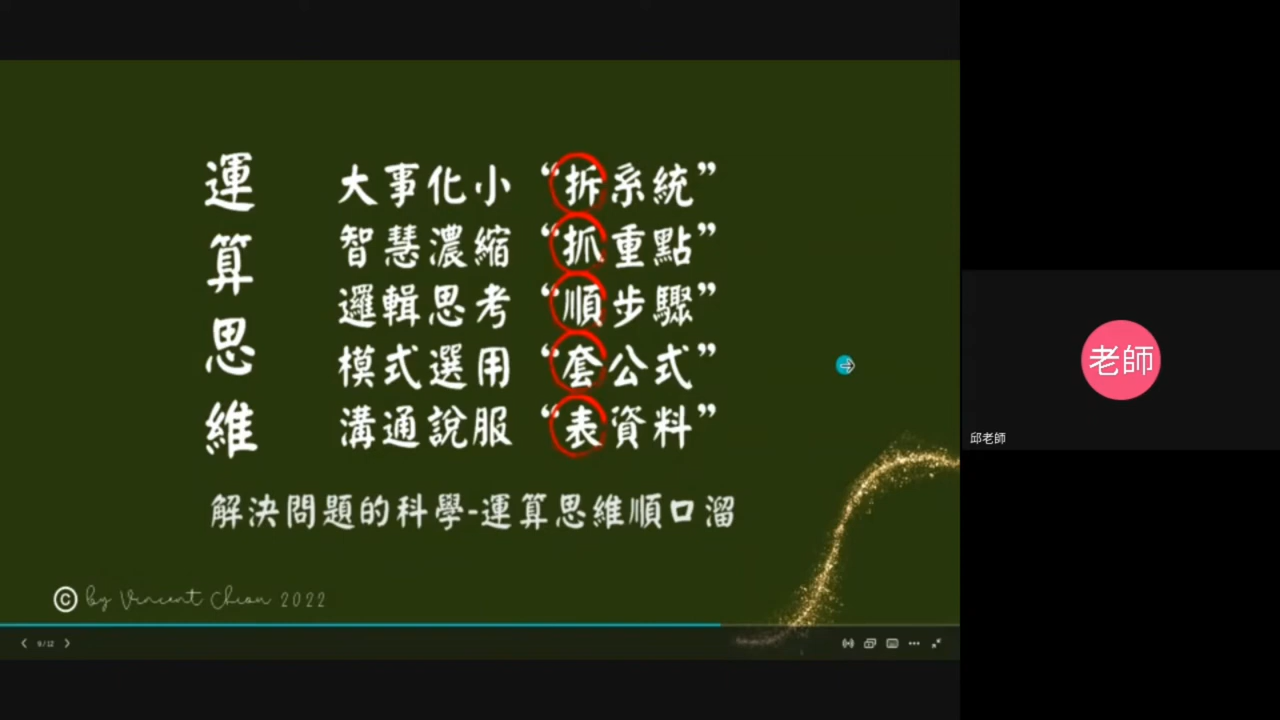 運算思維
大事化小 “拆系統”
智慧濃縮 “抓重點”
邏輯思考 “順步驟”
模式選用 “套公式”
溝通說服 “表資料”
解決問題的科學-運算思維順口溜
© by Vincent Chiou 2022
9/12
老師
邱老師